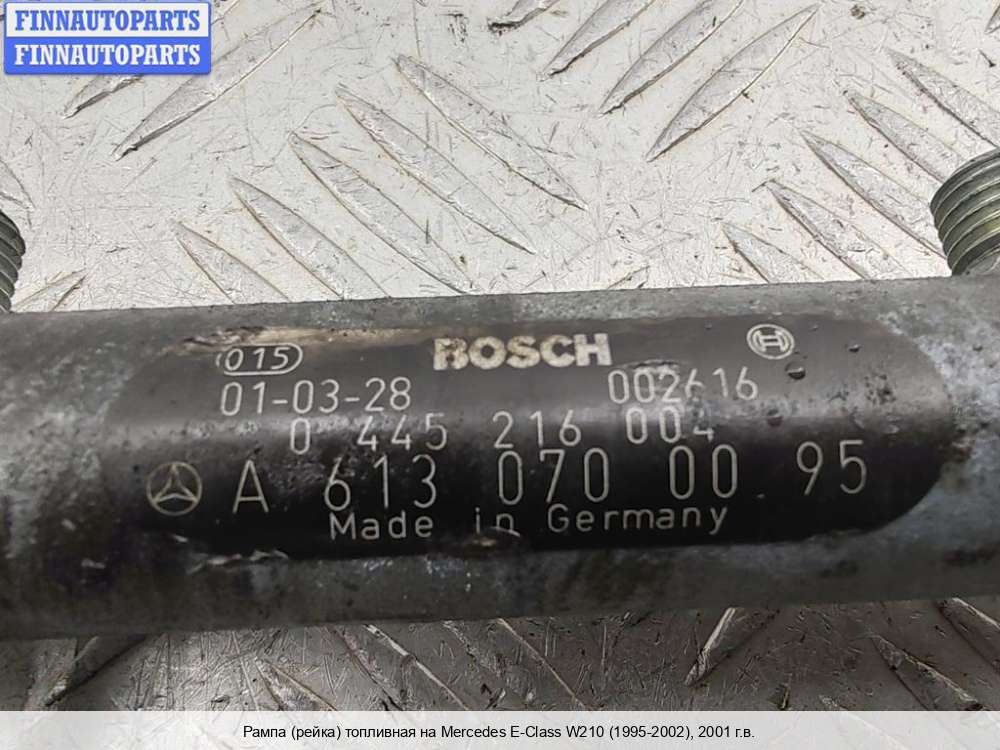 FINNAUTOPARTS
FINNAUTOPARTS
015 BOSCH
01-03-28 002616
0 445 216 004
A 613 070 00 95
Made in Germany
Рампа (рейка) топливная на Mercedes E-Class W210 (1995-2002), 2001 г.в.